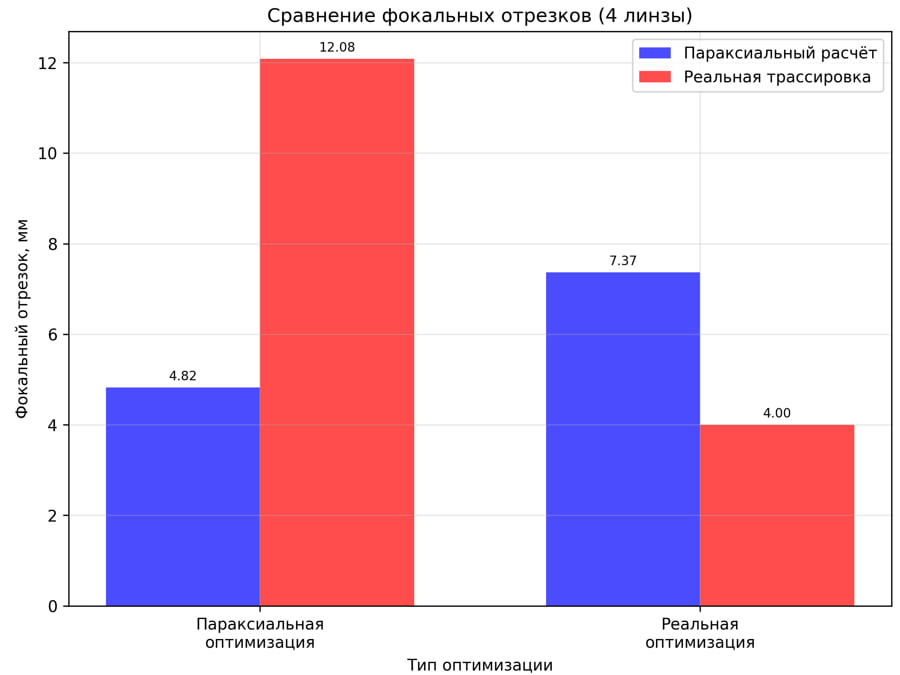 Сравнение фокальных отрезков (4 линзы)
Параксиальный расчёт
Реальная трассировка
Фокальный отрезок, мм
12
10
8
6
4
2
0
4.82
12.08
7.37
4.00
Параксиальная
оптимизация
Реальная
оптимизация
Тип оптимизации